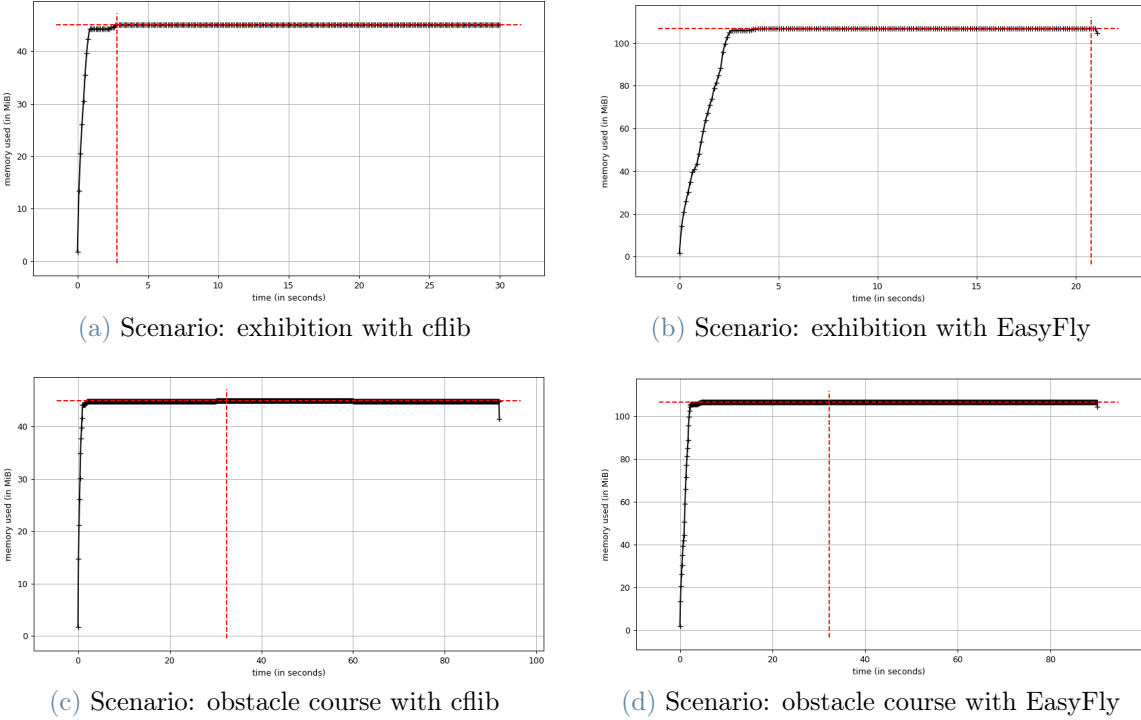 40
30
20
10
0
memory used (in MiB)
0 5 10 15 20 25 30
time (in seconds)
(a) Scenario: exhibition with cflib
100
80
60
40
20
0
memory used (in MiB)
0 5 10 15 20
time (in seconds)
(b) Scenario: exhibition with EasyFly
40
30
20
10
0
memory used (in MiB)
0 20 40 60 80 100
time (in seconds)
(c) Scenario: obstacle course with cflib
100
80
60
40
20
0
memory used (in MiB)
0 20 40 60 80
time (in seconds)
(d) Scenario: obstacle course with EasyFly